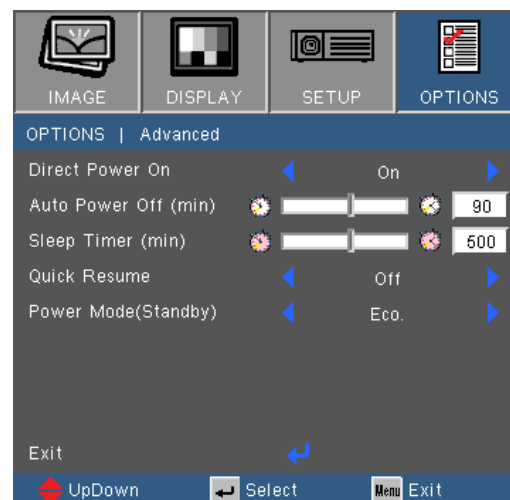 IMAGE DISPLAY SETUP OPTIONS
OPTIONS | Advanced
Direct Power On On
Auto Power Off (min) 90
Sleep Timer (min) 500
Quick Resume Off
Power Mode(Standby) Eco.
Exit
UpDown Select Menu Exit